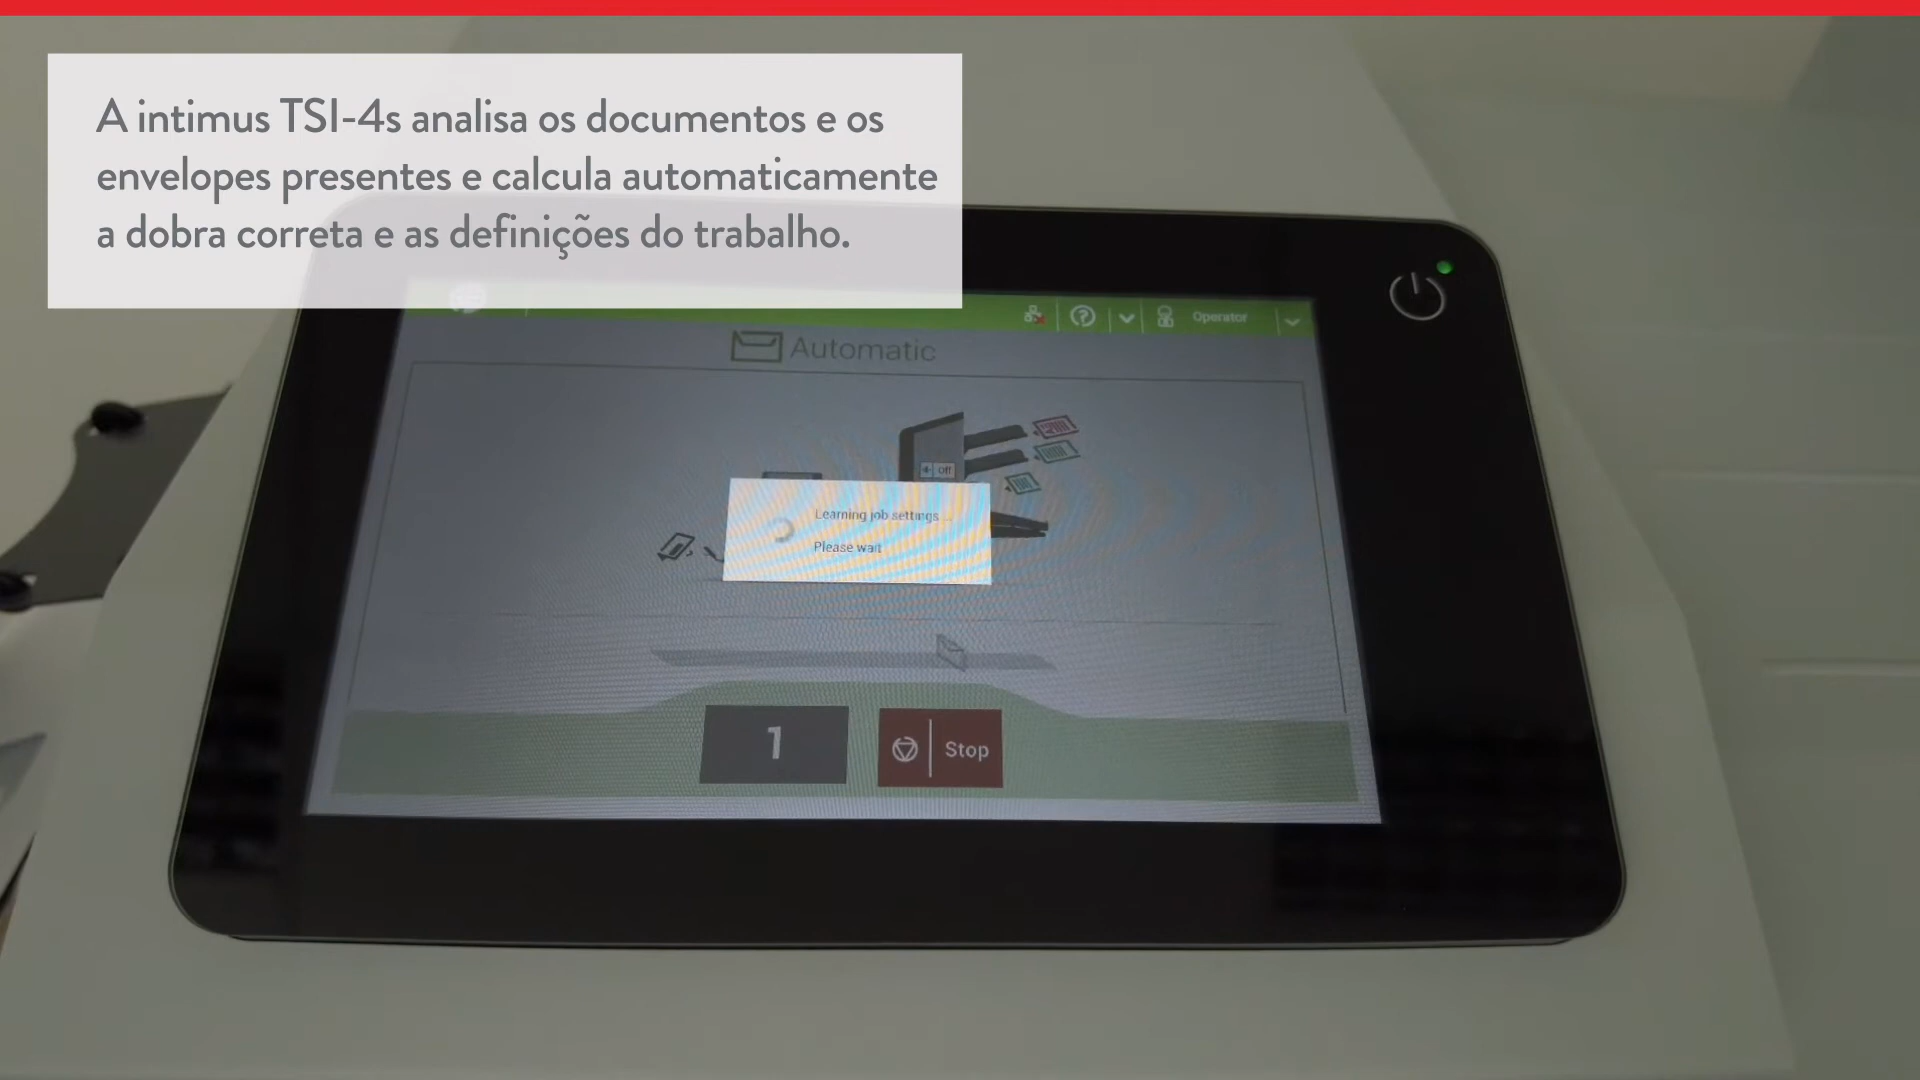 A intimus TSI-4s analisa os documentos e os
envelopes presentes e calcula automaticamente
a dobra correta e as definições do trabalho.
Operator
Automatic
Off
Learning job settings ...
Please wait
1
Stop